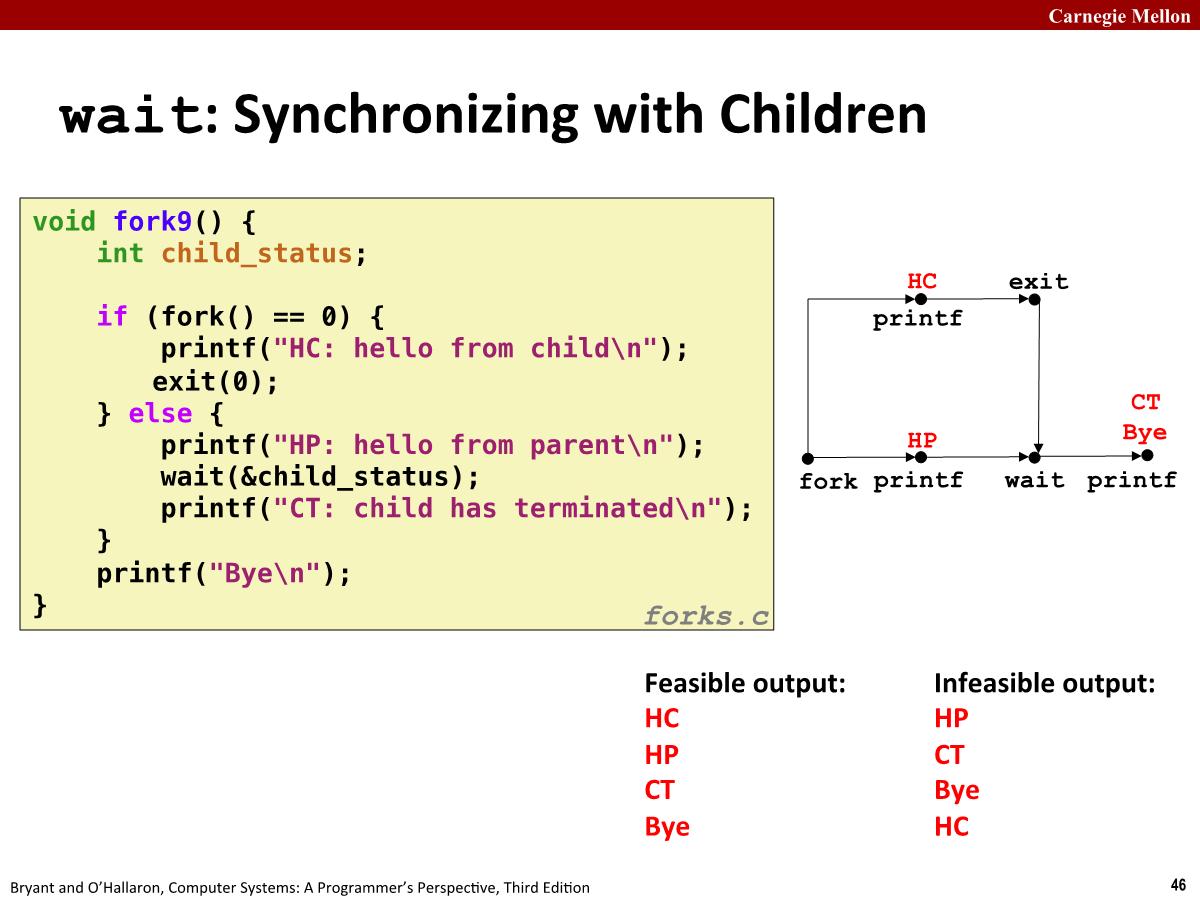 Carnegie Mellon
wait: Synchronizing with Children
void fork9() {
    int child_status;

    if (fork() == 0) {
        printf("HC: hello from child\n");
        exit(0);
    } else {
        printf("HP: hello from parent\n");
        wait(&child_status);
        printf("CT: child has terminated\n");
    }
    printf("Bye\n");
}
forks.c
HC exit
printf
CT
HP Bye
fork printf wait printf
Feasible output:
HC
HP
CT
Bye
Infeasible output:
HP
CT
Bye
HC
Bryant and O’Hallaron, Computer Systems: A Programmer’s Perspective, Third Edition
46